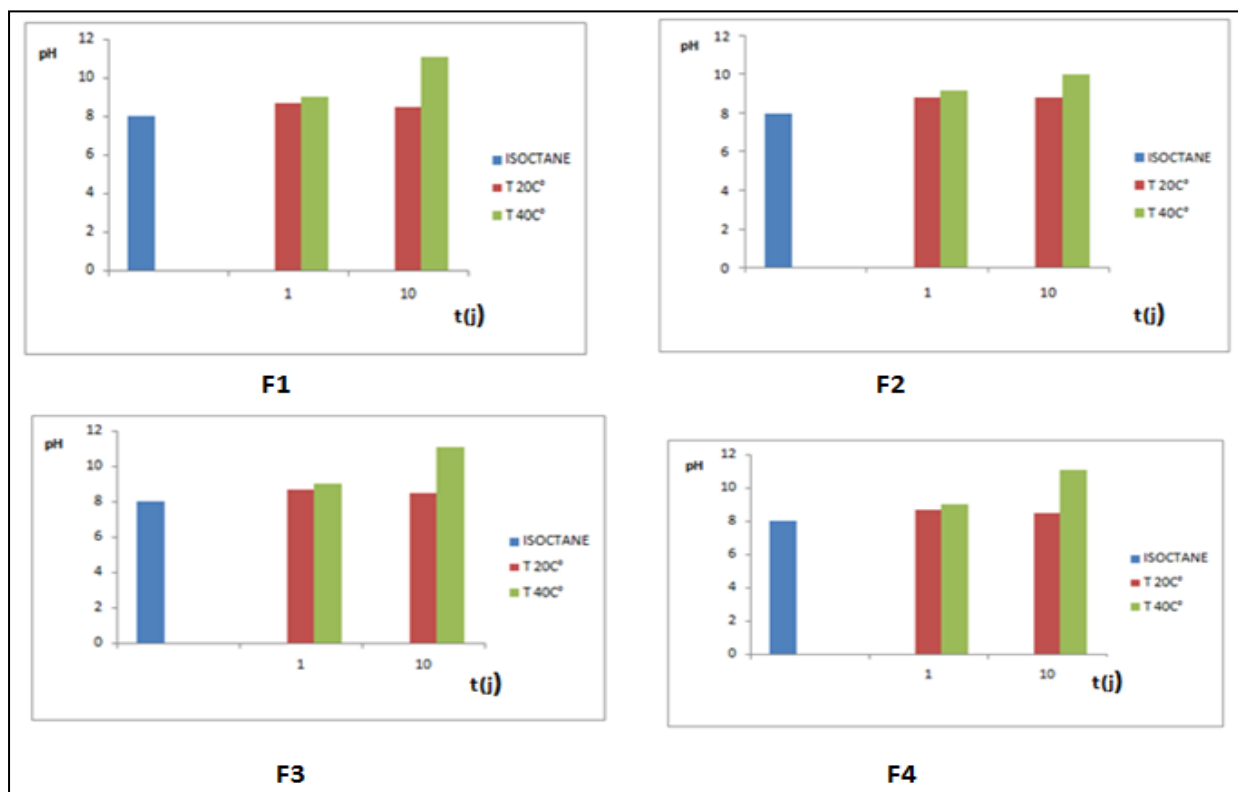 pH
12
10
8
6
4
2
0
1 10
t(j)
ISOCTANE
T 20C°
T 40C°
F1
pH
12
10
8
6
4
2
0
1 10
t(j)
ISOCTANE
T 20C°
T 40C°
F2
pH
12
10
8
6
4
2
0
1 10
t(j)
ISOCTANE
T 20C°
T 40C°
F3
pH
12
10
8
6
4
2
0
1 10
t(j)
ISOCTANE
T 20C°
T 40C°
F4